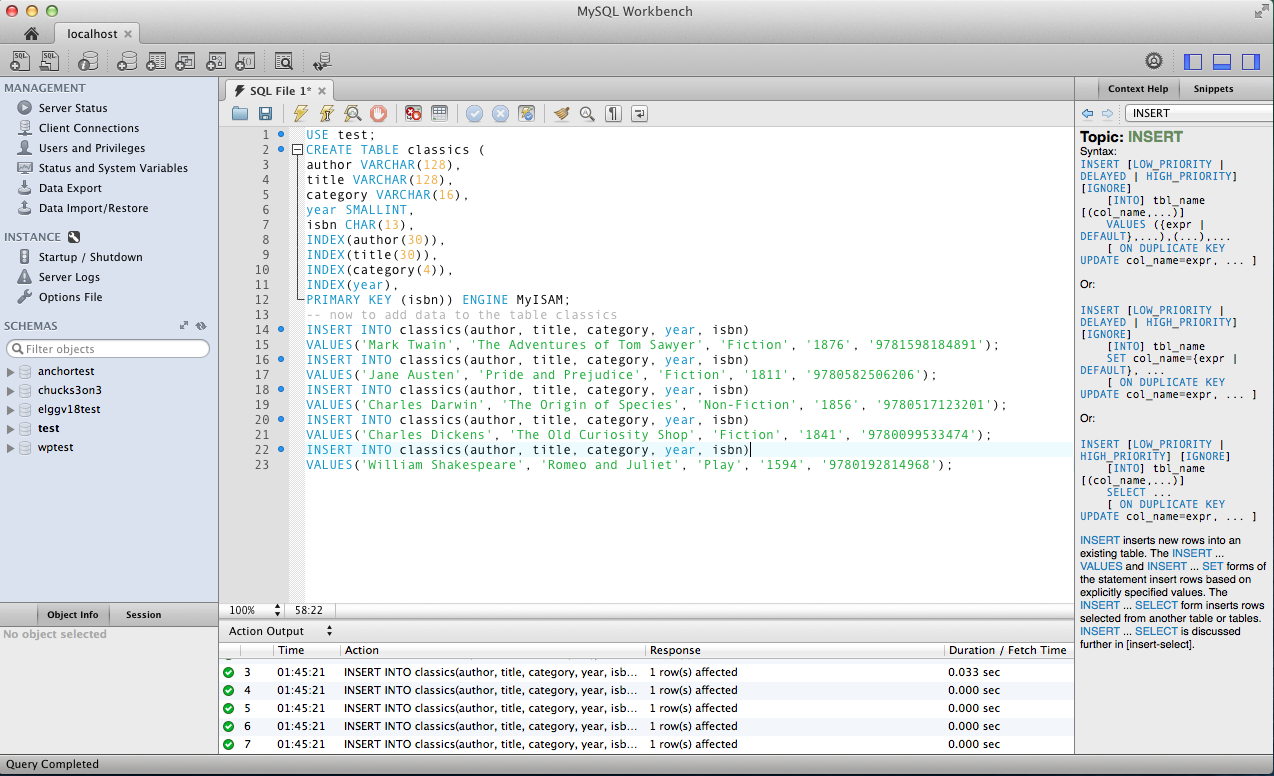 MySQL Workbench
localhost
MANAGEMENT
Server Status
Client Connections
Users and Privileges
Status and System Variables
Data Export
Data Import/Restore
INSTANCE
Startup / Shutdown
Server Logs
Options File
SCHEMAS
Filter objects
anchortest
chucks3on3
elggv18test
test
wptest
Object Info Session
No object selected
SQL File 1*
1 USE test;
2 CREATE TABLE classics (
3 author VARCHAR(128),
4 title VARCHAR(128),
5 category VARCHAR(16),
6 year SMALLINT,
7 isbn CHAR(13),
8 INDEX(author(30)),
9 INDEX(title(30)),
10 INDEX(category(4)),
11 INDEX(year),
12 PRIMARY KEY (isbn)) ENGINE MyISAM;
13 -- now to add data to the table classics
14 INSERT INTO classics(author, title, category, year, isbn)
15 VALUES('Mark Twain', 'The Adventures of Tom Sawyer', 'Fiction', '1876', '9781598184891');
16 INSERT INTO classics(author, title, category, year, isbn)
17 VALUES('Jane Austen', 'Pride and Prejudice', 'Fiction', '1811', '9780582506206');
18 INSERT INTO classics(author, title, category, year, isbn)
19 VALUES('Charles Darwin', 'The Origin of Species', 'Non-Fiction', '1856', '9780517123201');
20 INSERT INTO classics(author, title, category, year, isbn)
21 VALUES('Charles Dickens', 'The Old Curiosity Shop', 'Fiction', '1841', '9780099533474');
22 INSERT INTO classics(author, title, category, year, isbn)
23 VALUES('William Shakespeare', 'Romeo and Juliet', 'Play', '1594', '9780192814968');
100% 58:22
Action Output
Time Action Response Duration / Fetch Time
3 01:45:21 INSERT INTO classics(author, title, category, year, isb... 1 row(s) affected 0.033 sec
4 01:45:21 INSERT INTO classics(author, title, category, year, isb... 1 row(s) affected 0.000 sec
5 01:45:21 INSERT INTO classics(author, title, category, year, isb... 1 row(s) affected 0.000 sec
6 01:45:21 INSERT INTO classics(author, title, category, year, isb... 1 row(s) affected 0.000 sec
7 01:45:21 INSERT INTO classics(author, title, category, year, isb... 1 row(s) affected 0.000 sec
Context Help Snippets
INSERT
Topic: INSERT
Syntax:
INSERT [LOW_PRIORITY |
DELAYED | HIGH_PRIORITY]
[IGNORE]
[INTO] tbl_name
[(col_name,...)]
VALUES ({expr |
DEFAULT},...),(...),...
[ ON DUPLICATE KEY
UPDATE col_name=expr, ... ]
Or:
INSERT [LOW_PRIORITY |
DELAYED | HIGH_PRIORITY]
[IGNORE]
[INTO] tbl_name
SET col_name={expr |
DEFAULT}, ...
[ ON DUPLICATE KEY
UPDATE col_name=expr, ... ]
Or:
INSERT [LOW_PRIORITY |
HIGH_PRIORITY] [IGNORE]
[INTO] tbl_name
[(col_name,...)]
SELECT ...
[ ON DUPLICATE KEY
UPDATE col_name=expr, ... ]
INSERT inserts new rows into an
existing table. The INSERT ...
VALUES and INSERT ... SET forms of
the statement insert rows based on
explicitly specified values. The
INSERT ... SELECT form inserts rows
selected from another table or tables.
INSERT ... SELECT is discussed
further in [insert-select].
Query Completed